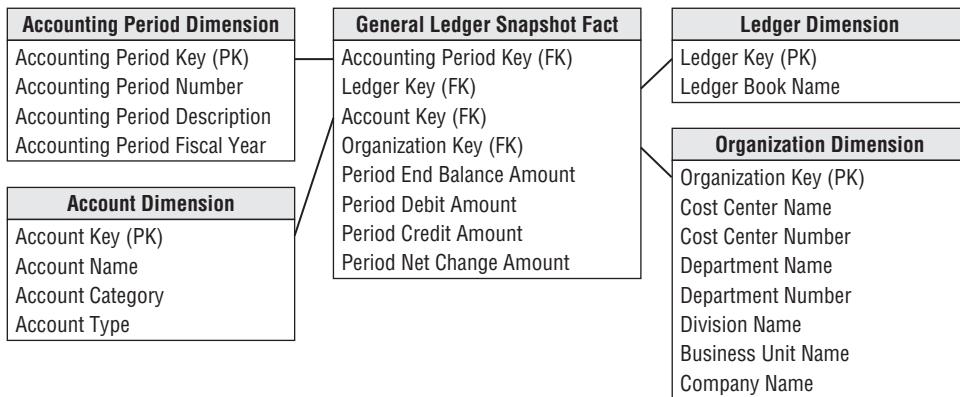 Accounting Period Dimension
Accounting Period Key (PK)
Accounting Period Number
Accounting Period Description
Accounting Period Fiscal Year
Account Dimension
Account Key (PK)
Account Name
Account Category
Account Type
General Ledger Snapshot Fact
Accounting Period Key (FK)
Ledger Key (FK)
Account Key (FK)
Organization Key (FK)
Period End Balance Amount
Period Debit Amount
Period Credit Amount
Period Net Change Amount
Ledger Dimension
Ledger Key (PK)
Ledger Book Name
Organization Dimension
Organization Key (PK)
Cost Center Name
Cost Center Number
Department Name
Department Number
Division Name
Business Unit Name
Company Name